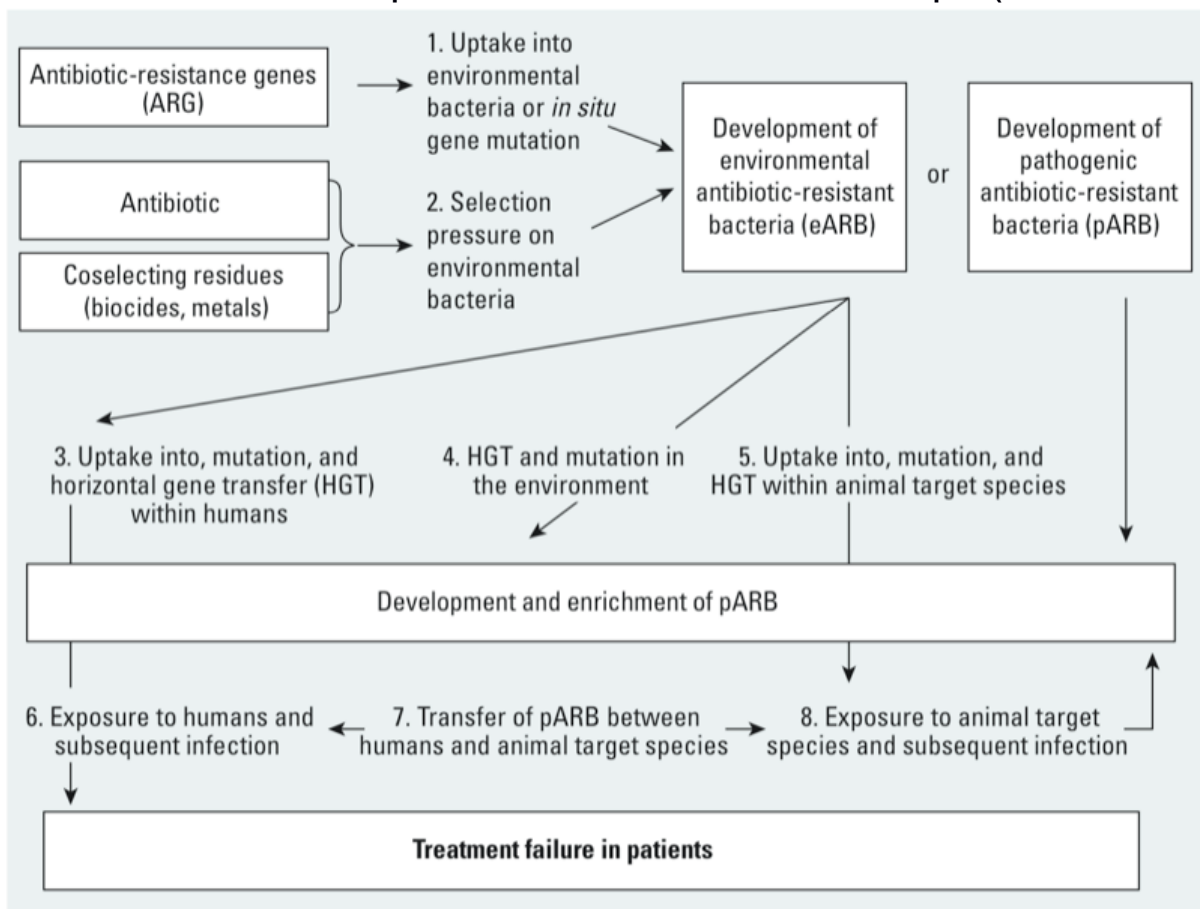 Antibiotic-resistance genes
(ARG)
1. Uptake into
environmental
bacteria or in situ
gene mutation
Antibiotic
Coselecting residues
(biocides, metals)
2. Selection
pressure on
environmental
bacteria
Development of
environmental
antibiotic-resistant
bacteria (eARB)
or
Development of
pathogenic
antibiotic-resistant
bacteria (pARB)
3. Uptake into, mutation, and
horizontal gene transfer (HGT)
within humans
4. HGT and mutation in
the environment
5. Uptake into, mutation, and
HGT within animal target species
Development and enrichment of pARB
6. Exposure to humans and
subsequent infection
7. Transfer of pARB between
humans and animal target species
8. Exposure to animal target
species and subsequent infection
Treatment failure in patients